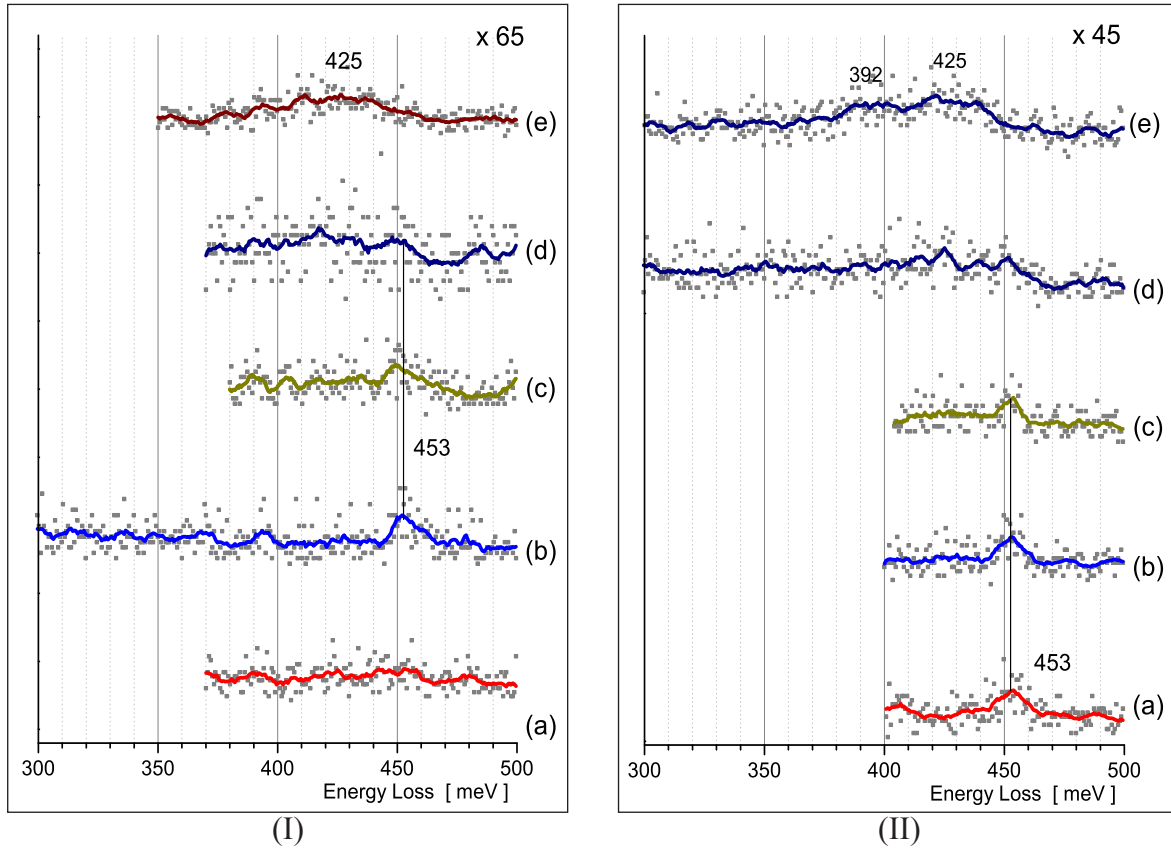 x 65
425
(e)
(d)
(c)
453
(b)
(a)
300 350 400 450 500
Energy Loss [ meV ]
(I)
x 45
392 425
(e)
(d)
(c)
(b)
453
(a)
300 350 400 450 500
Energy Loss [ meV ]
(II)